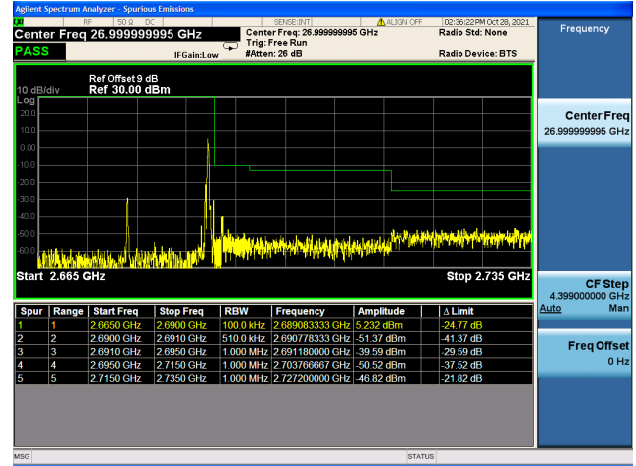 Agilent Spectrum Analyzer - Spurious Emissions
RF 50 Ω DC SENSE:INT ALIGN OFF 02:36:22 PM Oct 28, 2021
Center Freq 26.999999995 GHz Center Freq: 26.999999995 GHz Radio Std: None
Trig: Free Run
PASS IFGain:Low #Atten: 26 dB Radio Device: BTS
Ref Offset 9 dB
10 dB/div Ref 30.00 dBm
Log
20.0
10.0
0.00
-10.0
-20.0
-30.0
-40.0
-50.0
-60.0
Start 2.665 GHz Stop 2.735 GHz
Spur Range Start Freq Stop Freq RBW Frequency Amplitude Δ Limit
1 1 2.6650 GHz 2.6900 GHz 100.0 kHz 2.689083333 GHz 5.232 dBm -24.77 dB
2 2 2.6900 GHz 2.6910 GHz 510.0 kHz 2.690778333 GHz -51.37 dBm -41.37 dB
3 3 2.6910 GHz 2.6950 GHz 1.000 MHz 2.691180000 GHz -39.59 dBm -29.59 dB
4 4 2.6950 GHz 2.7150 GHz 1.000 MHz 2.703766667 GHz -50.52 dBm -37.52 dB
5 5 2.7150 GHz 2.7350 GHz 1.000 MHz 2.727200000 GHz -46.82 dBm -21.82 dB
Frequency
Center Freq
26.999999995 GHz
CF Step
4.399000000 GHz
Auto Man
Freq Offset
0 Hz
MSG STATUS